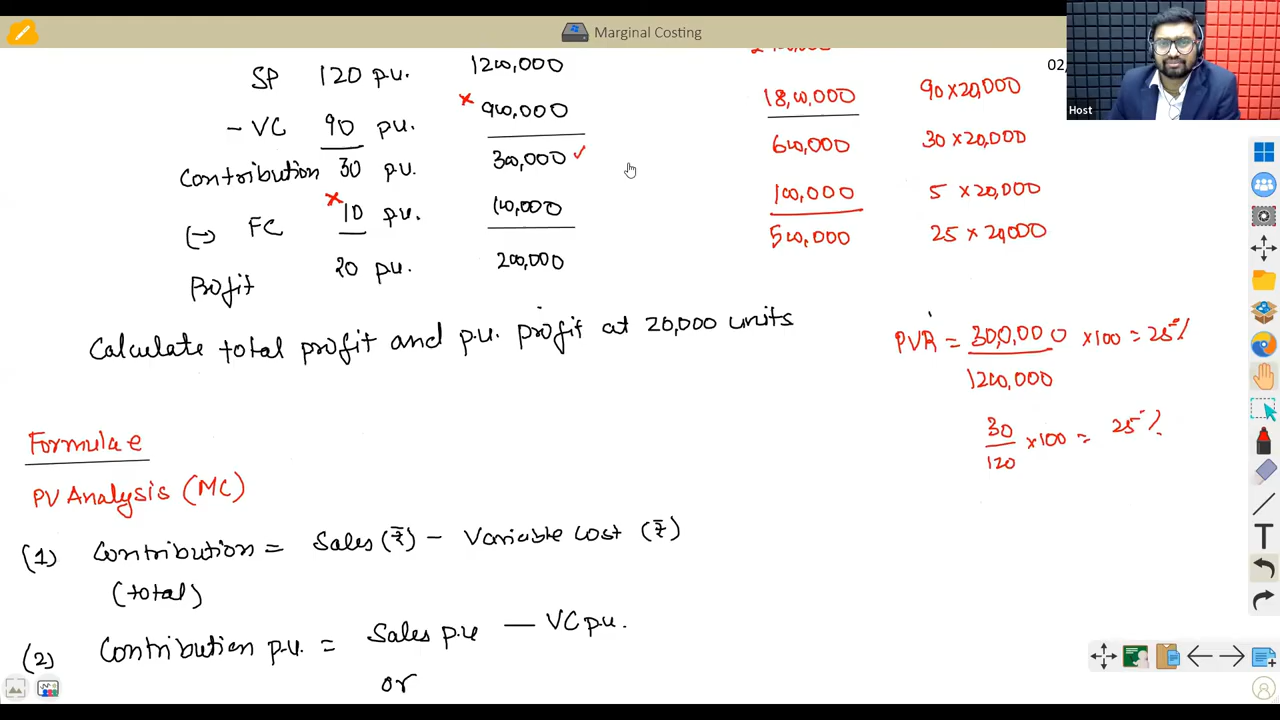 Marginal Costing
SP 120 p.u. 1200,000
02/
- VC 90 p.u. × 900,000 18,00,000 90 × 20,000
Contribution 30 p.u. 300,000 ✓ 600,000 30 × 20,000
(-) FC × 10 p.u. 100,000 100,000 5 × 20,000
Profit 20 p.u. 200,000 500,000 25 × 20,000
Calculate total profit and p.u. profit at 20,000 units
PVR = 300,000 ×100 = 25%
1200,000
30 ×100 = 25%
120
Formulae
PV Analysis (MC)
(1) Contribution = Sales (₹) - Variable Cost (₹)
(total)
(2) Contribution p.u. = Sales p.u — VC p.u.
or
Host
T